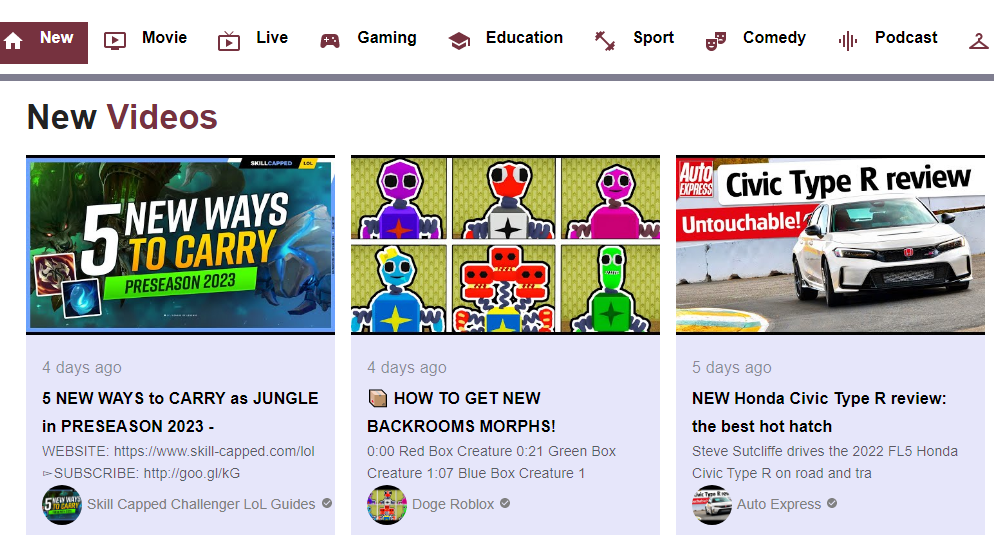 New
Movie
Live
Gaming
Education
Sport
Comedy
Podcast
New Videos
SKILLCAPPED LOL
5 NEW WAYS
TO CARRY
PRESEASON 2023
4 days ago
5 NEW WAYS to CARRY as JUNGLE
in PRESEASON 2023 -
WEBSITE: https://www.skill-capped.com/lol
▻SUBSCRIBE: http://goo.gl/kG
Skill Capped Challenger LoL Guides
4 days ago
📦 HOW TO GET NEW
BACKROOMS MORPHS!
0:00 Red Box Creature 0:21 Green Box
Creature 1:07 Blue Box Creature 1
Doge Roblox
Auto
EXPRESS
Civic Type R review
Untouchable!
5 days ago
NEW Honda Civic Type R review:
the best hot hatch
Steve Sutcliffe drives the 2022 FL5 Honda
Civic Type R on road and tra
Auto Express